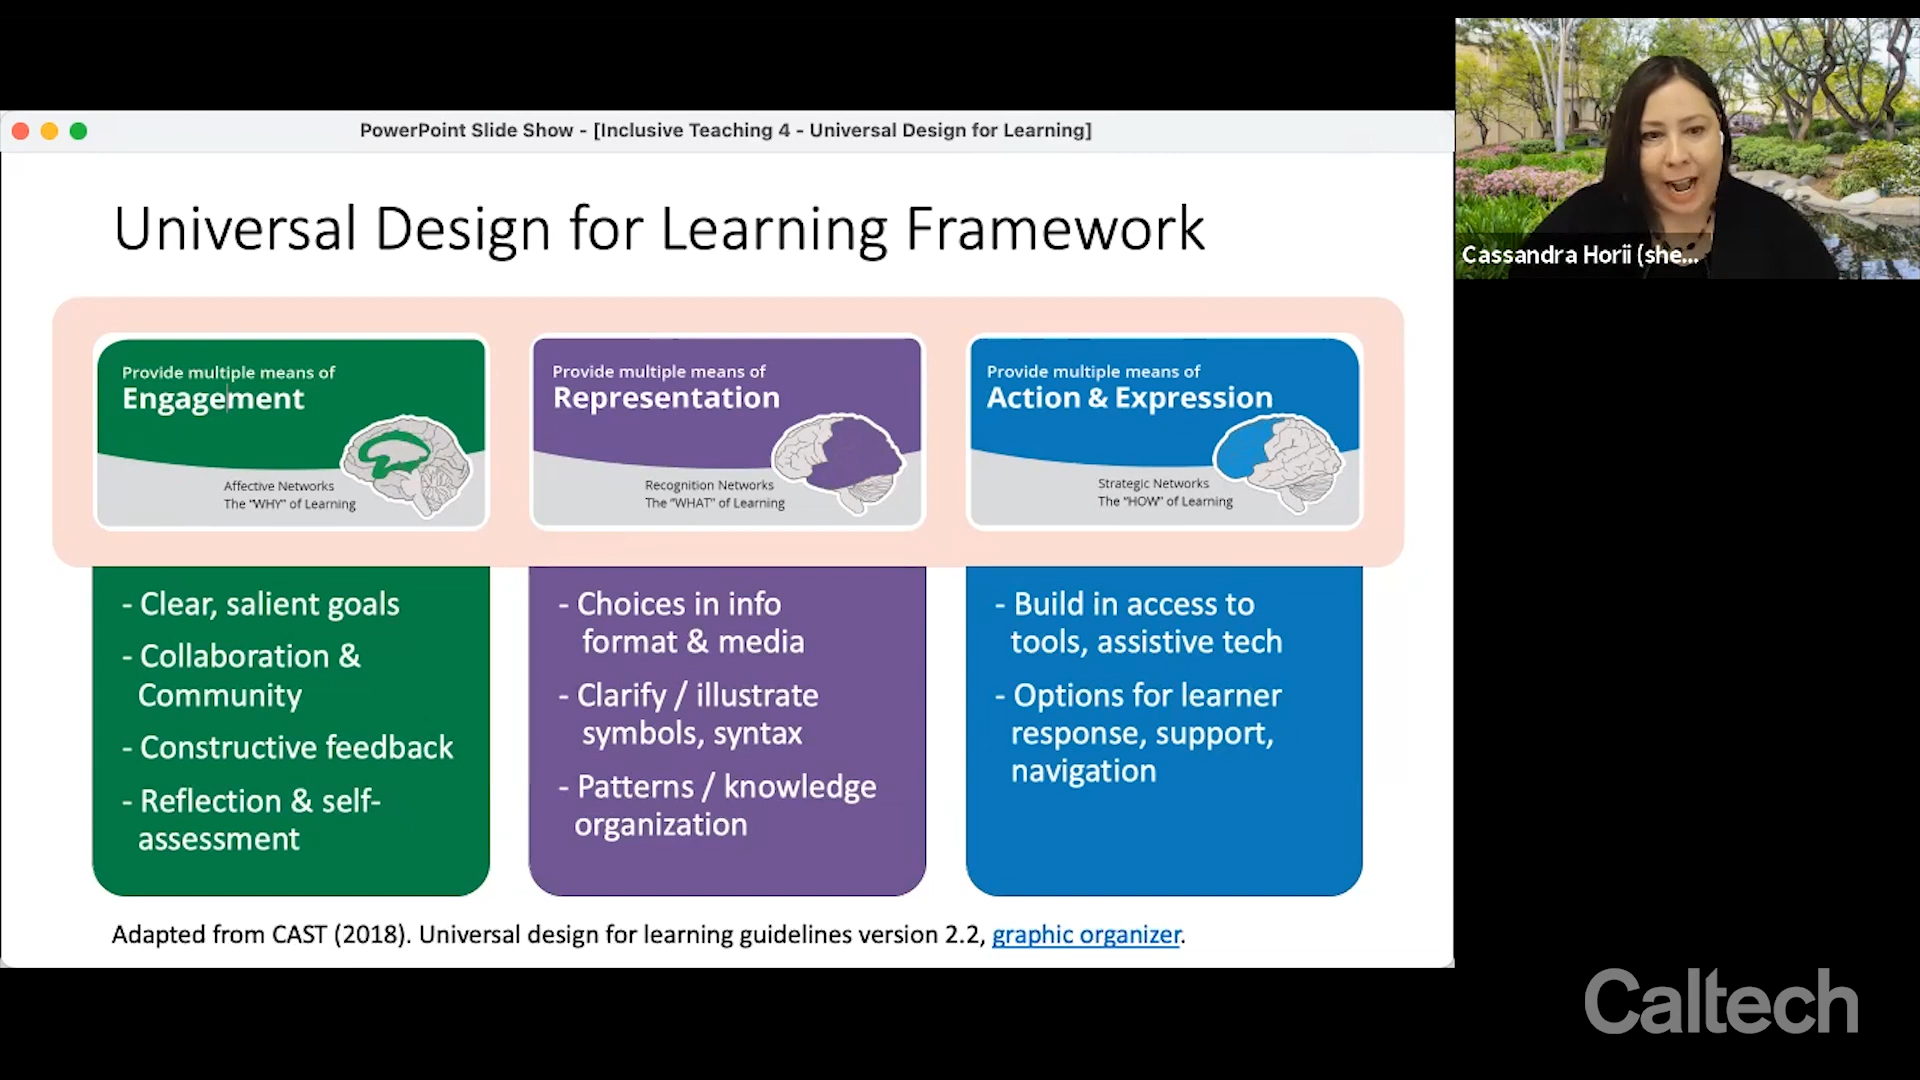 PowerPoint Slide Show - [Inclusive Teaching 4 - Universal Design for Learning]
Universal Design for Learning Framework
Provide multiple means of
Engagement
Affective Networks
The "WHY" of Learning
- Clear, salient goals
- Collaboration &
Community
- Constructive feedback
- Reflection & self-
assessment
Provide multiple means of
Representation
Recognition Networks
The "WHAT" of Learning
- Choices in info
format & media
- Clarify / illustrate
symbols, syntax
- Patterns / knowledge
organization
Provide multiple means of
Action & Expression
Strategic Networks
The "HOW" of Learning
- Build in access to
tools, assistive tech
- Options for learner
response, support,
navigation
Adapted from CAST (2018). Universal design for learning guidelines version 2.2, graphic organizer.
Cassandra Horii (she...
Caltech